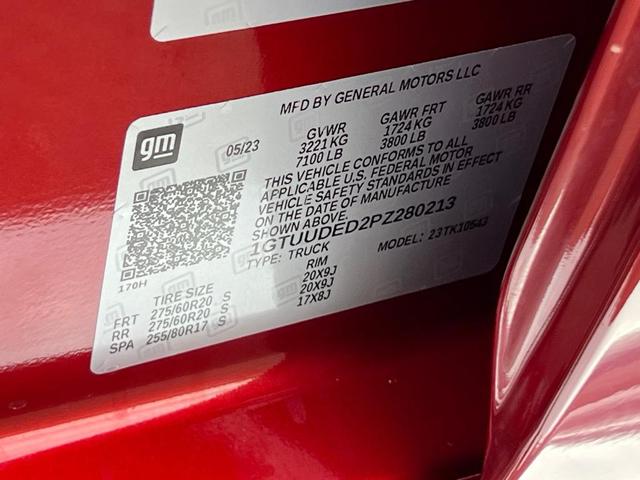 MFD BY GENERAL MOTORS LLC
gm
05/23
GVWR GAWR FRT GAWR RR
3221 KG 1724 KG 1724 KG
7100 LB 3800 LB 3800 LB
THIS VEHICLE CONFORMS TO ALL
APPLICABLE U.S. FEDERAL MOTOR
VEHICLE SAFETY STANDARDS IN EFFECT
ON THE DATE OF MANUFACTURE
SHOWN ABOVE.
1GTUUDED2PZ280213
TYPE: TRUCK MODEL: 23TK10543
170H
TIRE SIZE RIM
FRT 275/60R20 S 20X9J
RR 275/60R20 S 20X9J
SPA 255/80R17 S 17X8J